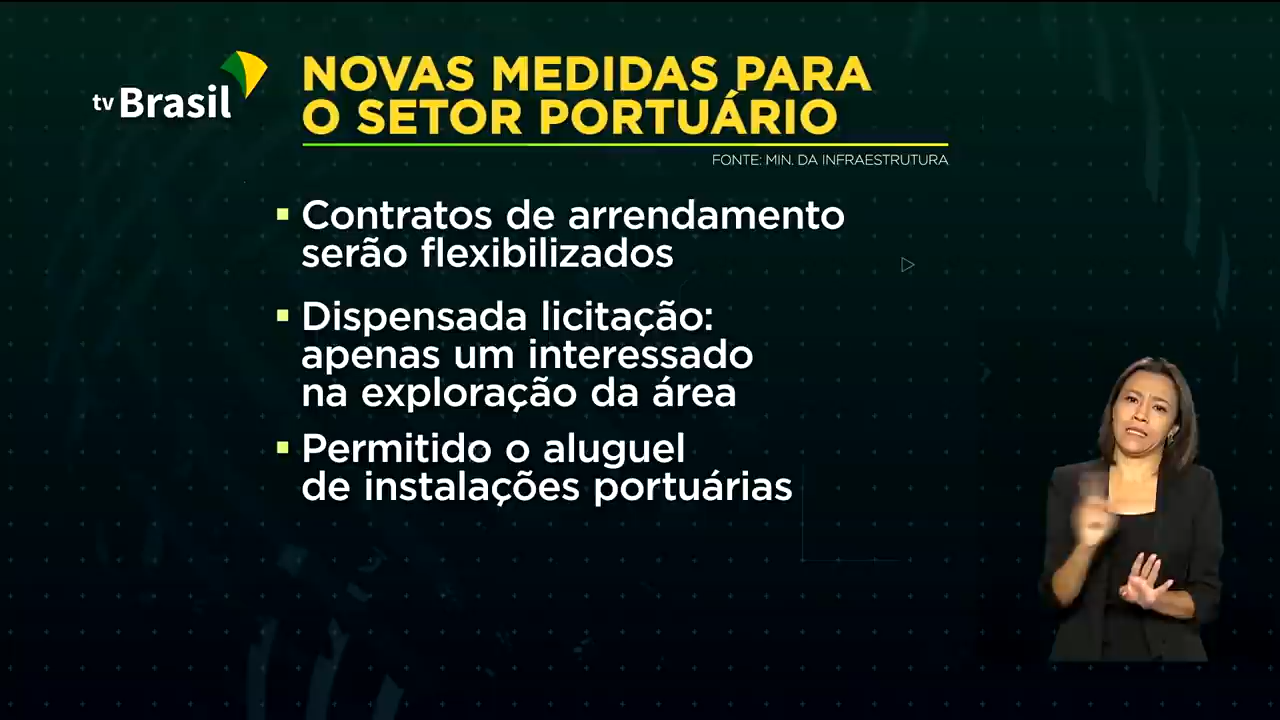 tv Brasil
NOVAS MEDIDAS PARA
O SETOR PORTUÁRIO
FONTE: MIN. DA INFRAESTRUTURA
▪ Contratos de arrendamento
serão flexibilizados
▪ Dispensada licitação:
apenas um interessado
na exploração da área
▪ Permitido o aluguel
de instalações portuárias